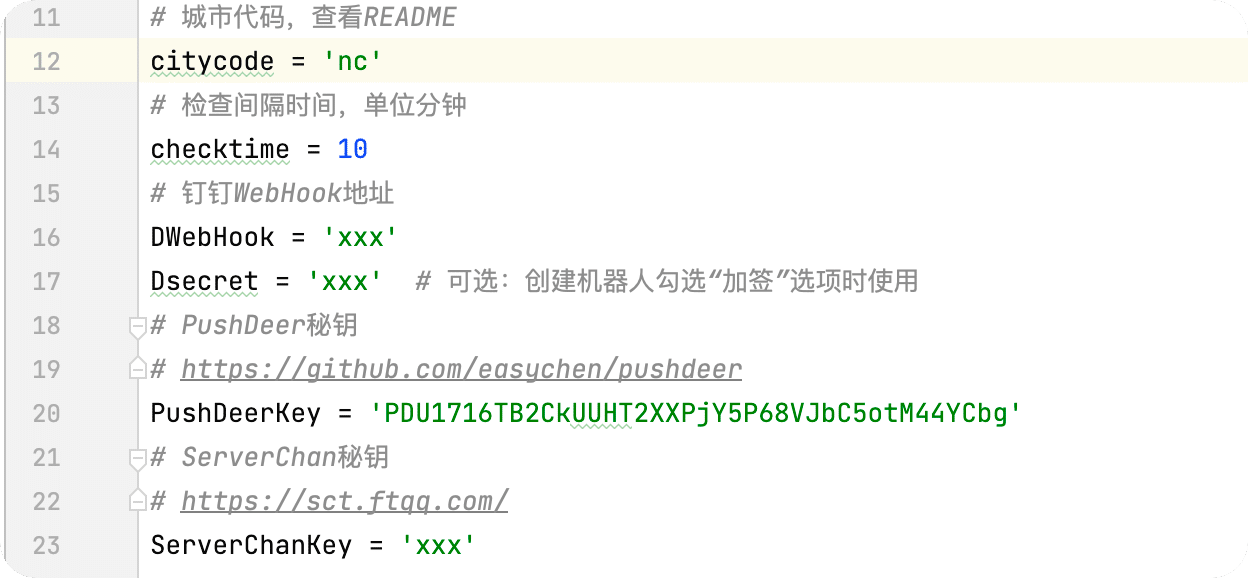 11 # 城市代码，查看README
12 citycode = 'nc'
13 # 检查间隔时间，单位分钟
14 checktime = 10
15 # 钉钉WebHook地址
16 DWebHook = 'xxx'
17 Dsecret = 'xxx'  # 可选：创建机器人勾选“加签”选项时使用
18 # PushDeer秘钥
19 # https://github.com/easychen/pushdeer
20 PushDeerKey = 'PDU1716TB2CkUUHT2XXPjY5P68VJbC5otM44YCbg'
21 # ServerChan秘钥
22 # https://sct.ftqq.com/
23 ServerChanKey = 'xxx'